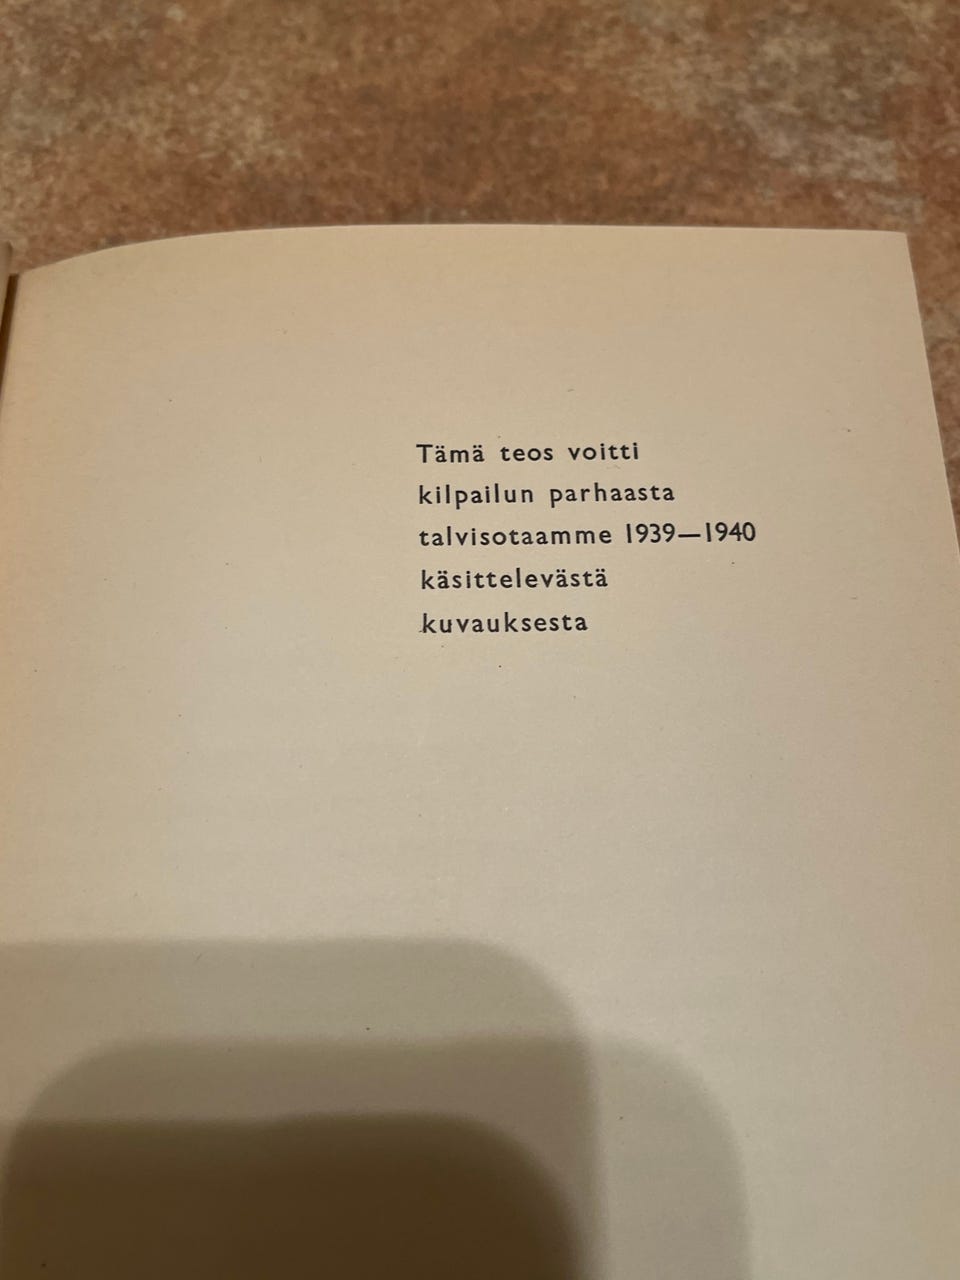 Tämä teos voitti
kilpailun parhaasta
talvisotaamme 1939—1940
käsittelevästä
kuvauksesta